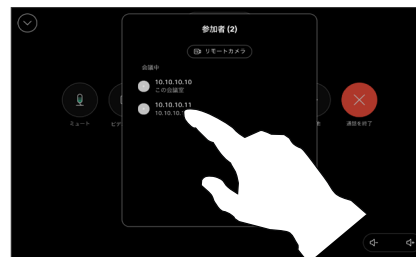 参加者 (2)
リモートカメラ
会議中
10.10.10.10
この会議室
10.10.10.11
10.10.10.
ミュート
ビデ
通話を終了